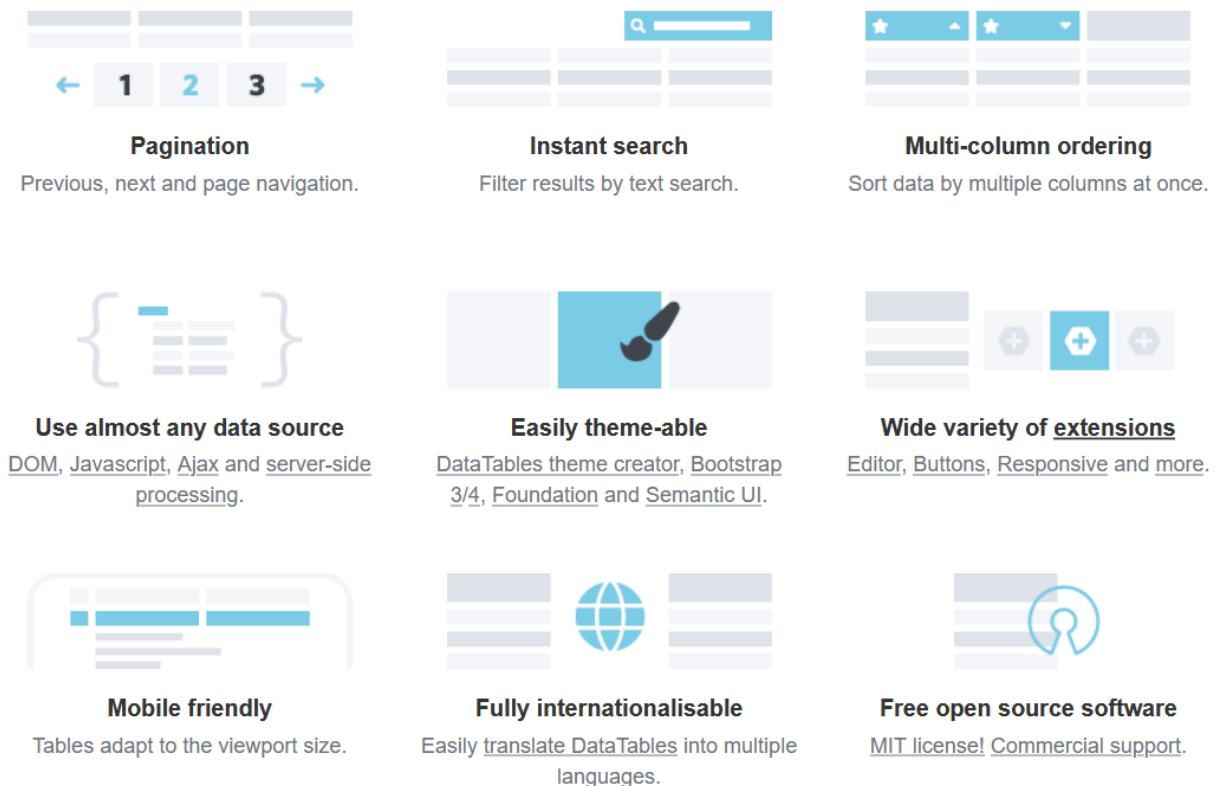 1 2 3
Pagination
Previous, next and page navigation.
Instant search
Filter results by text search.
Multi-column ordering
Sort data by multiple columns at once.
Use almost any data source
DOM, Javascript, Ajax and server-side
processing.
Easily theme-able
DataTables theme creator, Bootstrap
3/4, Foundation and Semantic UI.
Wide variety of extensions
Editor, Buttons, Responsive and more.
Mobile friendly
Tables adapt to the viewport size.
Fully internationalisable
Easily translate DataTables into multiple
languages.
Free open source software
MIT license! Commercial support.